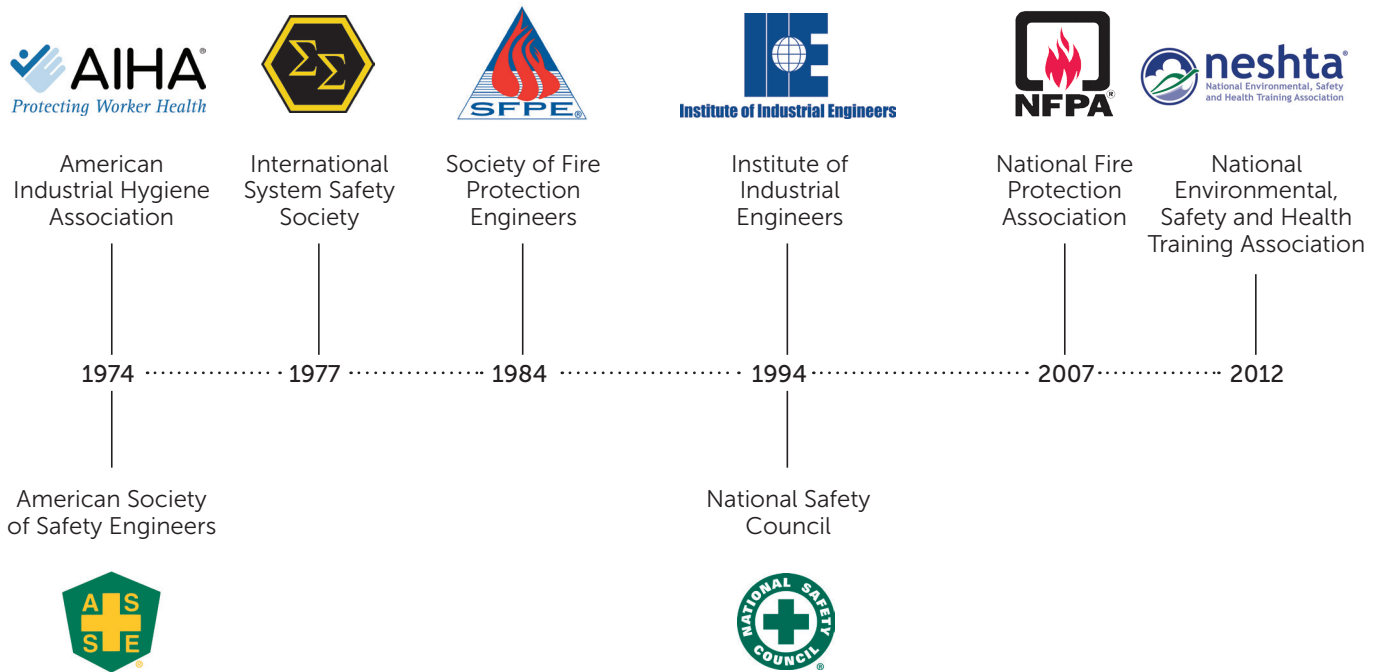 AIHA®
Protecting Worker Health
ΣΣ
SFPE®
IIE
Institute of Industrial Engineers
NFPA®
neshta®
National Environmental, Safety
and Health Training Association
American
Industrial Hygiene
Association
International
System Safety
Society
Society of Fire
Protection
Engineers
Institute of
Industrial
Engineers
National Fire
Protection
Association
National
Environmental,
Safety and Health
Training Association
1974
1977
1984
1994
2007
2012
American Society
of Safety Engineers
National Safety
Council
A S
S E
®
NATIONAL SAFETY
COUNCIL
®